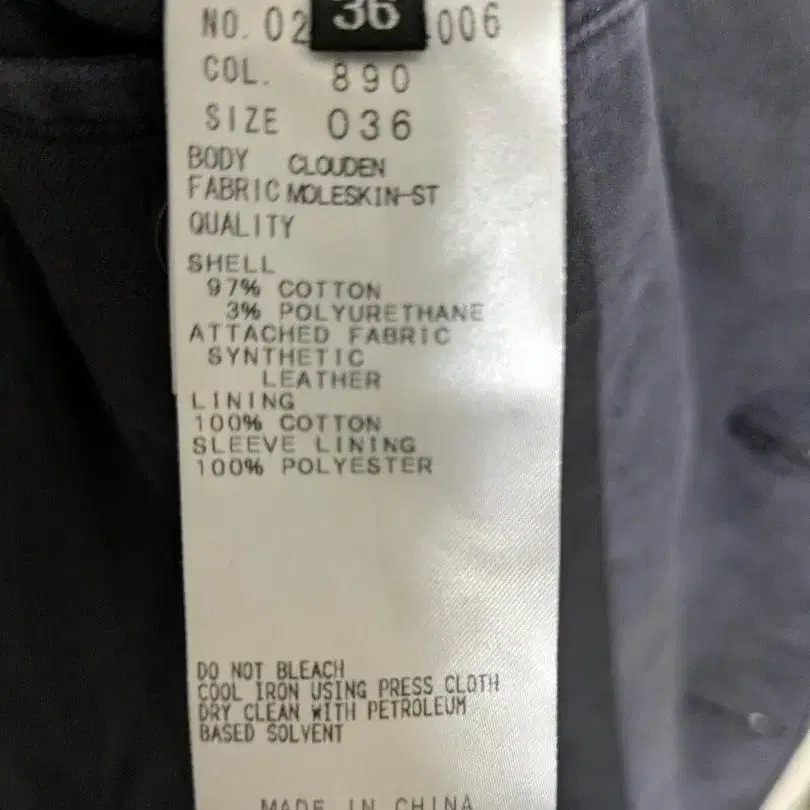 36
NO. 02 006
COL. 890
SIZE 036
BODY CLOUDEN
FABRIC MOLESKIN-ST
QUALITY
SHELL
97% COTTON
3% POLYURETHANE
ATTACHED FABRIC
SYNTHETIC
LEATHER
LINING
100% COTTON
SLEEVE LINING
100% POLYESTER
DO NOT BLEACH
COOL IRON USING PRESS CLOTH
DRY CLEAN WITH PETROLEUM
BASED SOLVENT
MADE IN CHINA